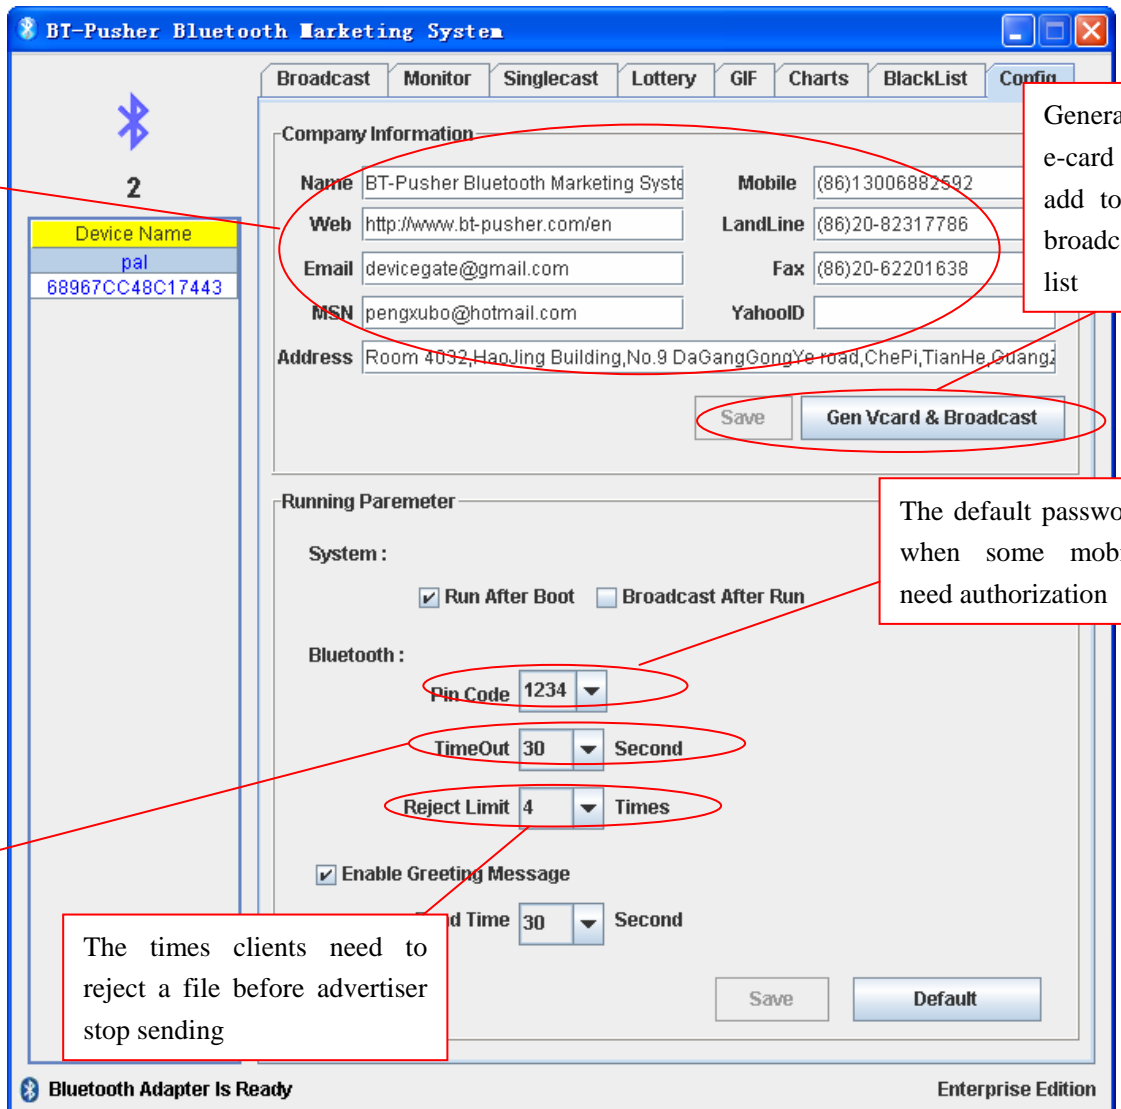 BT-Pusher Bluetooth Marketing System
Broadcast Monitor Singlecast Lottery GIF Charts BlackList Config
2
Device Name
pal
68967CC48C17443
Company Information
Name BT-Pusher Bluetooth Marketing Syste Mobile (86)13006882592
Web http://www.bt-pusher.com/en LandLine (86)20-82317786
Email devicegate@gmail.com Fax (86)20-62201638
MSN pengxubo@hotmail.com YahooID
Address Room 4032,HaoJing Building,No.9 DaGangGongYe road,ChePi,TianHe,GuangZ
Save Gen Vcard & Broadcast
Genera
e-card
add to
broadc
list
Running Paremeter
System :
Run After Boot Broadcast After Run
The default passwo
when some mobi
need authorization
Bluetooth :
Pin Code 1234
TimeOut 30 Second
Reject Limit 4 Times
Enable Greeting Message
Time 30 Second
The times clients need to
reject a file before advertiser
stop sending
Save Default
Bluetooth Adapter Is Ready Enterprise Edition